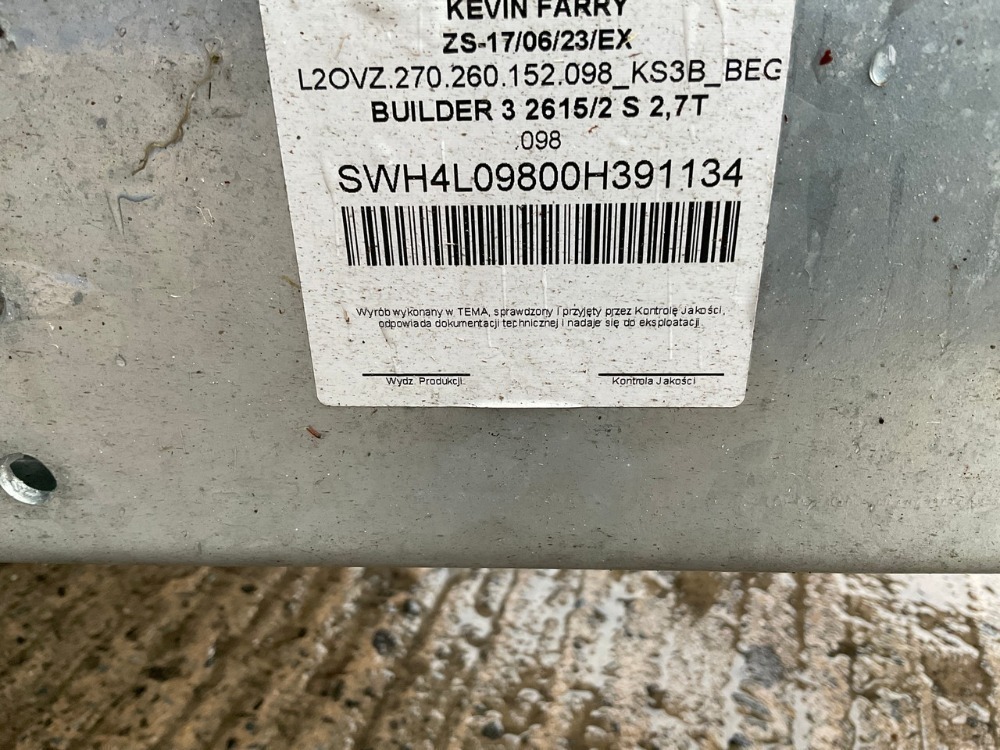 KEVIN FARRY
ZS-17/06/23/EX
L2OVZ.270.260.152.098_KS3B_BEG
BUILDER 3 2615/2 S 2,7T
.098
SWH4L09800H391134
Wyrób wykonany w TEMA, sprawdzony i przyjęty przez Kontrolę Jakości,
odpowiada dokumentacji technicznej i nadaje się do eksploatacji.
Wydz. Produkcji.
Kontrola Jakości